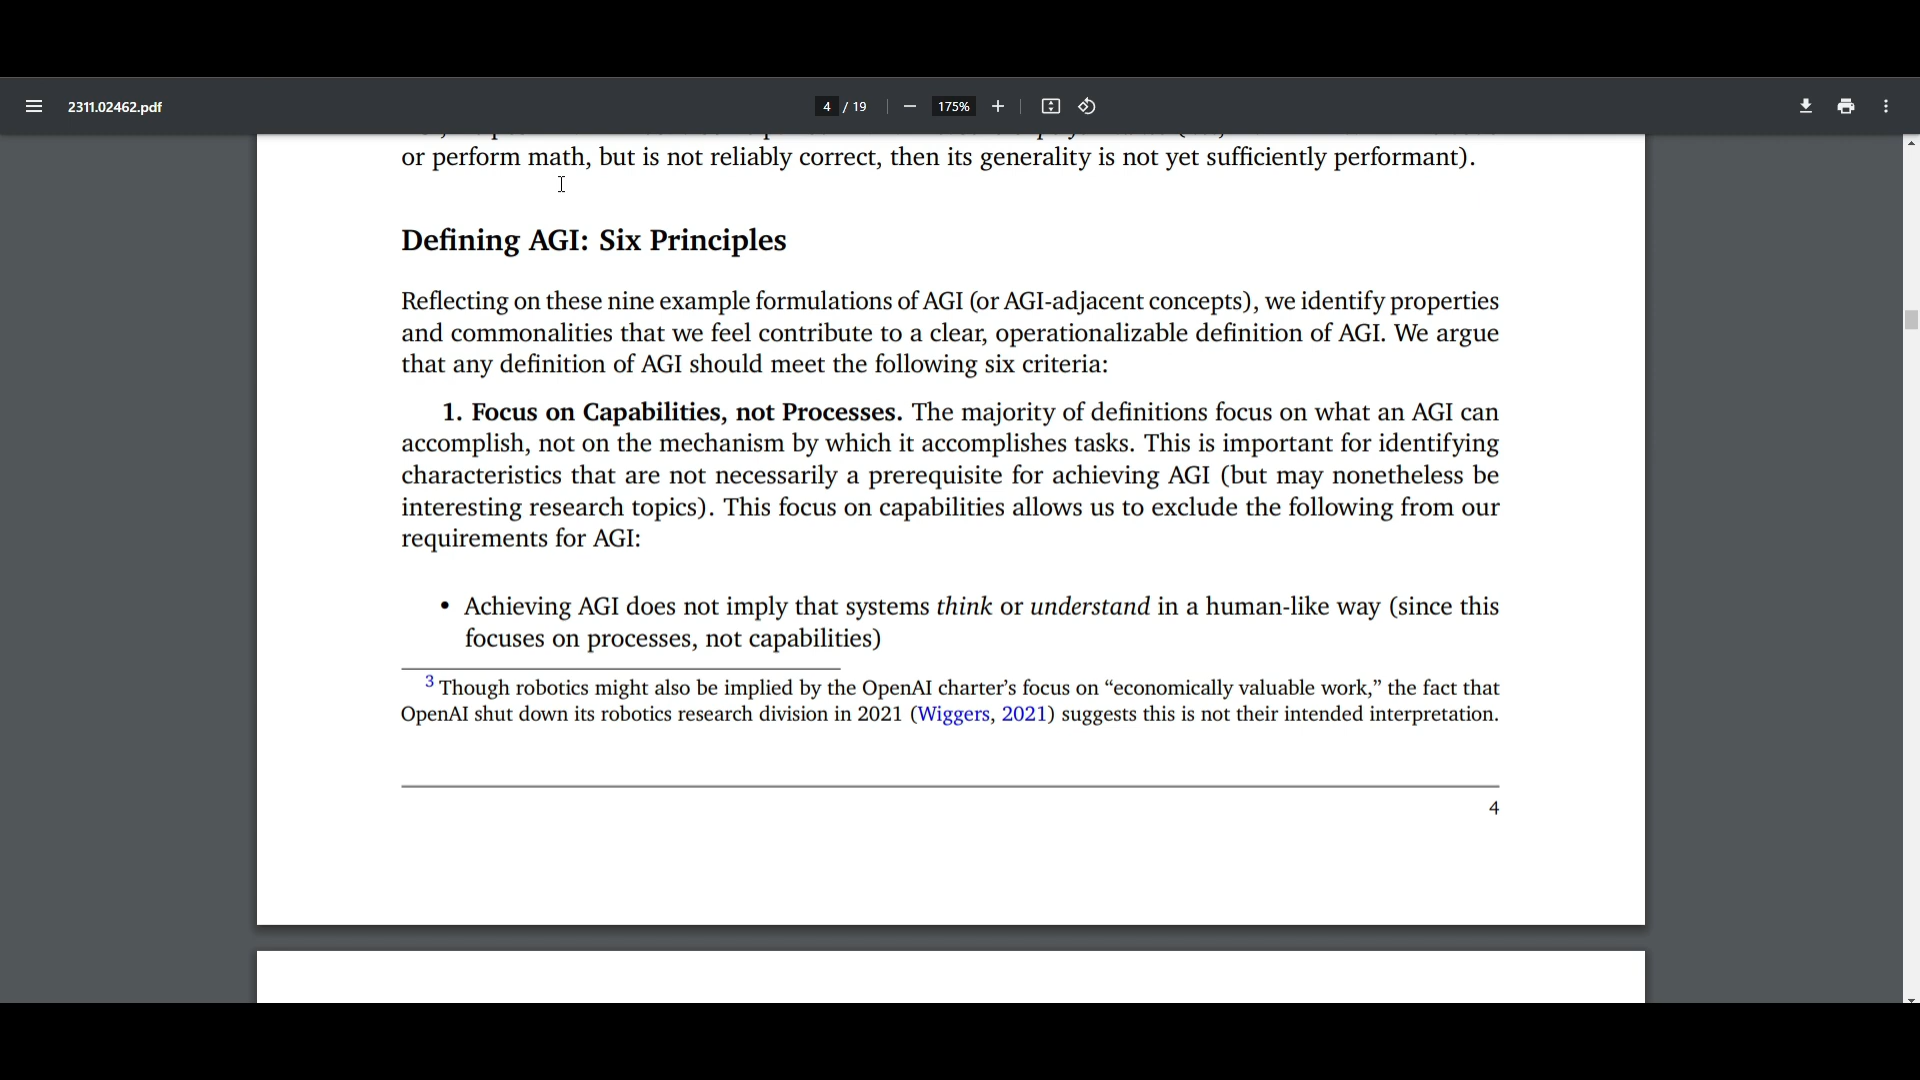 2311.02462.pdf
4 / 19
175%
or perform math, but is not reliably correct, then its generality is not yet sufficiently performant).
Defining AGI: Six Principles
Reflecting on these nine example formulations of AGI (or AGI-adjacent concepts), we identify properties
and commonalities that we feel contribute to a clear, operationalizable definition of AGI. We argue
that any definition of AGI should meet the following six criteria:
1. Focus on Capabilities, not Processes. The majority of definitions focus on what an AGI can
accomplish, not on the mechanism by which it accomplishes tasks. This is important for identifying
characteristics that are not necessarily a prerequisite for achieving AGI (but may nonetheless be
interesting research topics). This focus on capabilities allows us to exclude the following from our
requirements for AGI:
• Achieving AGI does not imply that systems think or understand in a human-like way (since this
focuses on processes, not capabilities)
3 Though robotics might also be implied by the OpenAI charter’s focus on “economically valuable work,” the fact that
OpenAI shut down its robotics research division in 2021 (Wiggers, 2021) suggests this is not their intended interpretation.
4